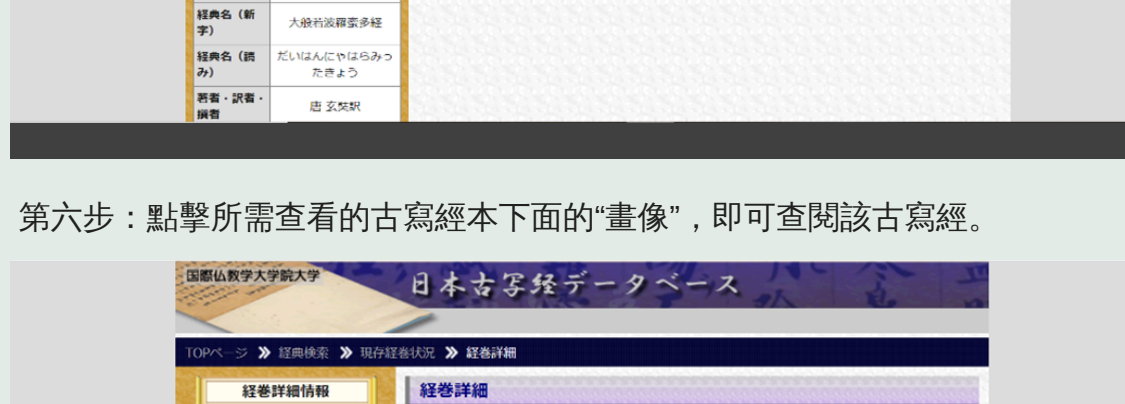 経典名（新
字）
大般若波羅蜜多経
経典名（読
み）
だいはんにゃはらみっ
たきょう
著者・訳者・
撰者
唐 玄奘訳
第六步：點擊所需查看的古寫經本下面的“畫像”，即可查閱該古寫經。
国際仏教学大学院大学
日本古写経データベース
TOPページ ≫ 経典検索 ≫ 現存経巻状況 ≫ 経巻詳細
経巻詳細情報
経巻詳細